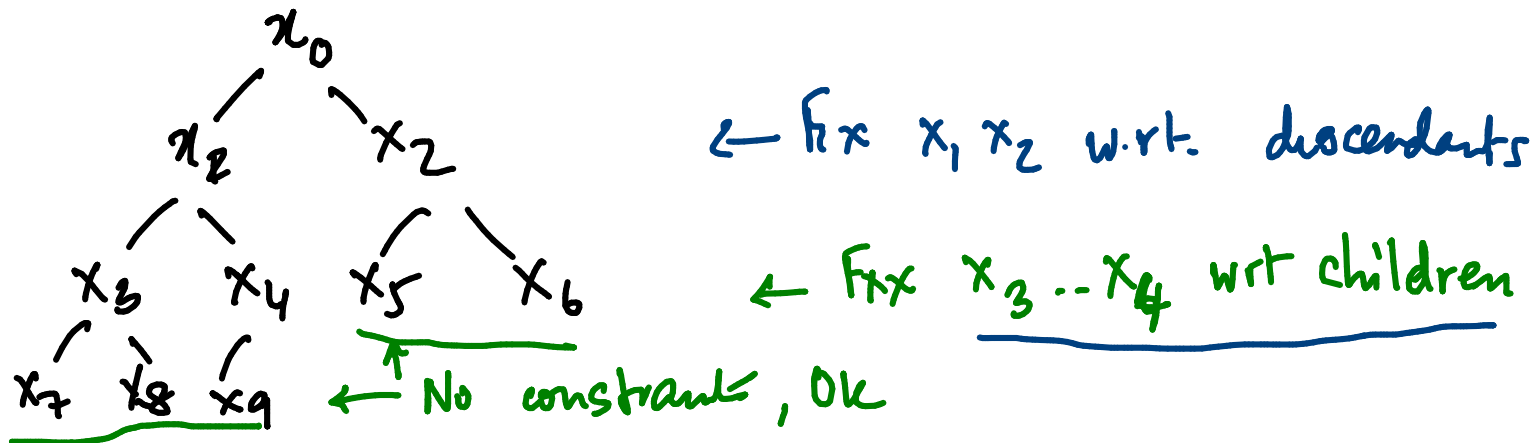 x0
x2 x2 ← Fix x1 x2 w.r.t. descendants
x3 x4 x5 x6 ← Fix x3 .. x4 wrt children
x7 x8 x9 ← No constraints, Ok